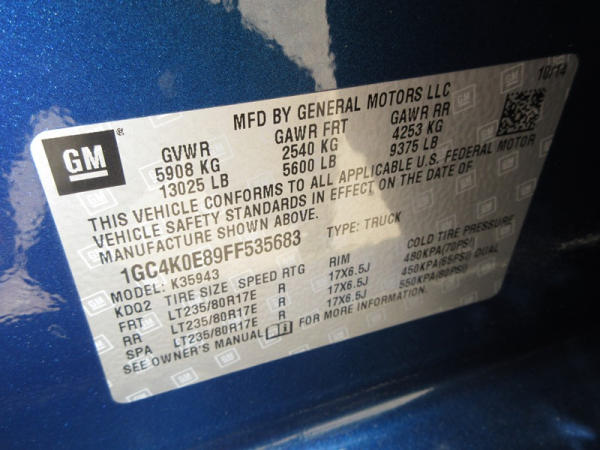 10/14
MFD BY GENERAL MOTORS LLC
GM
GVWR GAWR FRT GAWR RR
5908 KG 2540 KG 4253 KG
13025 LB 5600 LB 9375 LB
THIS VEHICLE CONFORMS TO ALL APPLICABLE U.S. FEDERAL MOTOR
VEHICLE SAFETY STANDARDS IN EFFECT ON THE DATE OF
MANUFACTURE SHOWN ABOVE.
1GC4K0E89FF535683 TYPE: TRUCK
MODEL: K35943
KDQ2 TIRE SIZE SPEED RTG RIM COLD TIRE PRESSURE
FRT LT235/80R17E R 17X6.5J 480KPA(70PSI)
RR LT235/80R17E R 17X6.5J 450KPA(65PSI) DUAL
SPA LT235/80R17E R 17X6.5J 550KPA(80PSI)
SEE OWNER'S MANUAL FOR MORE INFORMATION.